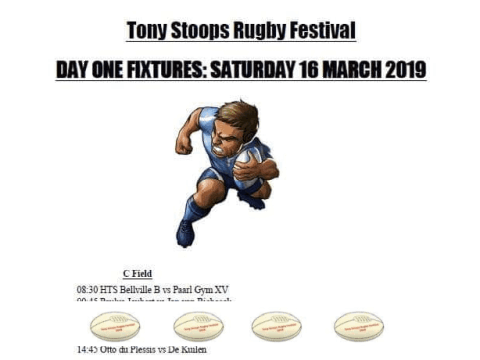 Tony Stoops Rugby Festival
DAY ONE FIXTURES: SATURDAY 16 MARCH 2019
C Field
08:30 HTS Bellville B vs Paarl Gym XV
14:45 Otto du Plessis vs De Kuilen